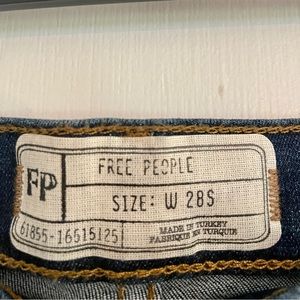 FP
FREE PEOPLE
SIZE: W 28S
61855-16515125
MADE IN TURKEY
FABRIQUE EN TURQUIE